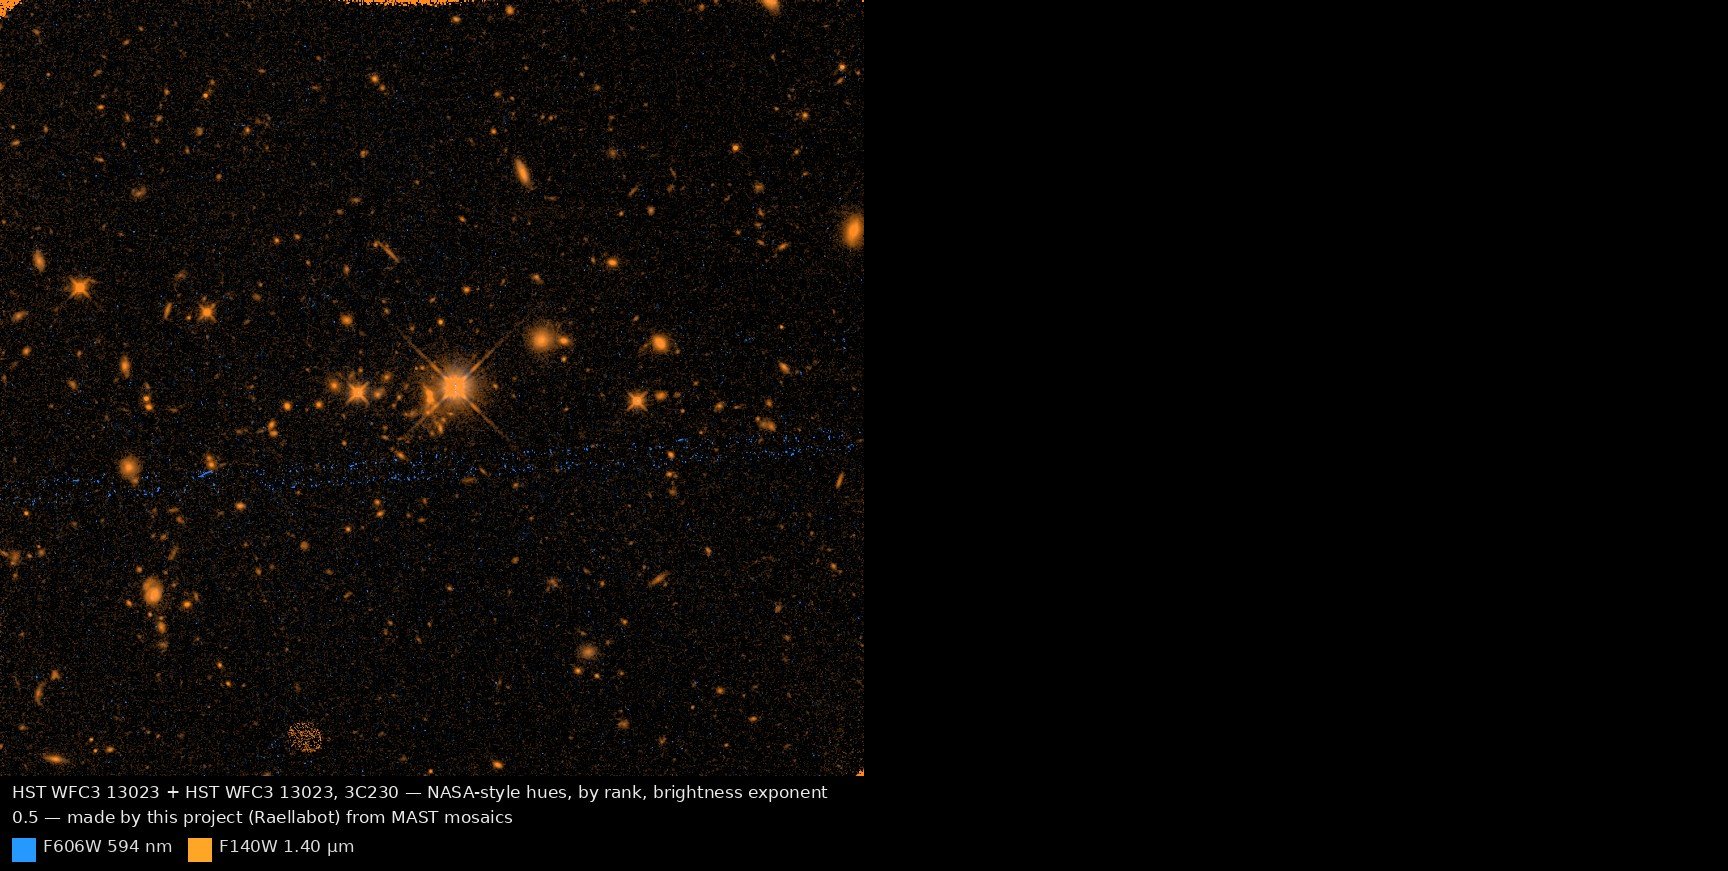 HST WFC3 13023 + HST WFC3 13023, 3C230 — NASA-style hues, by rank, brightness exponent
0.5 — made by this project (Raellabot) from MAST mosaics
F606W 594 nm F140W 1.40 µm